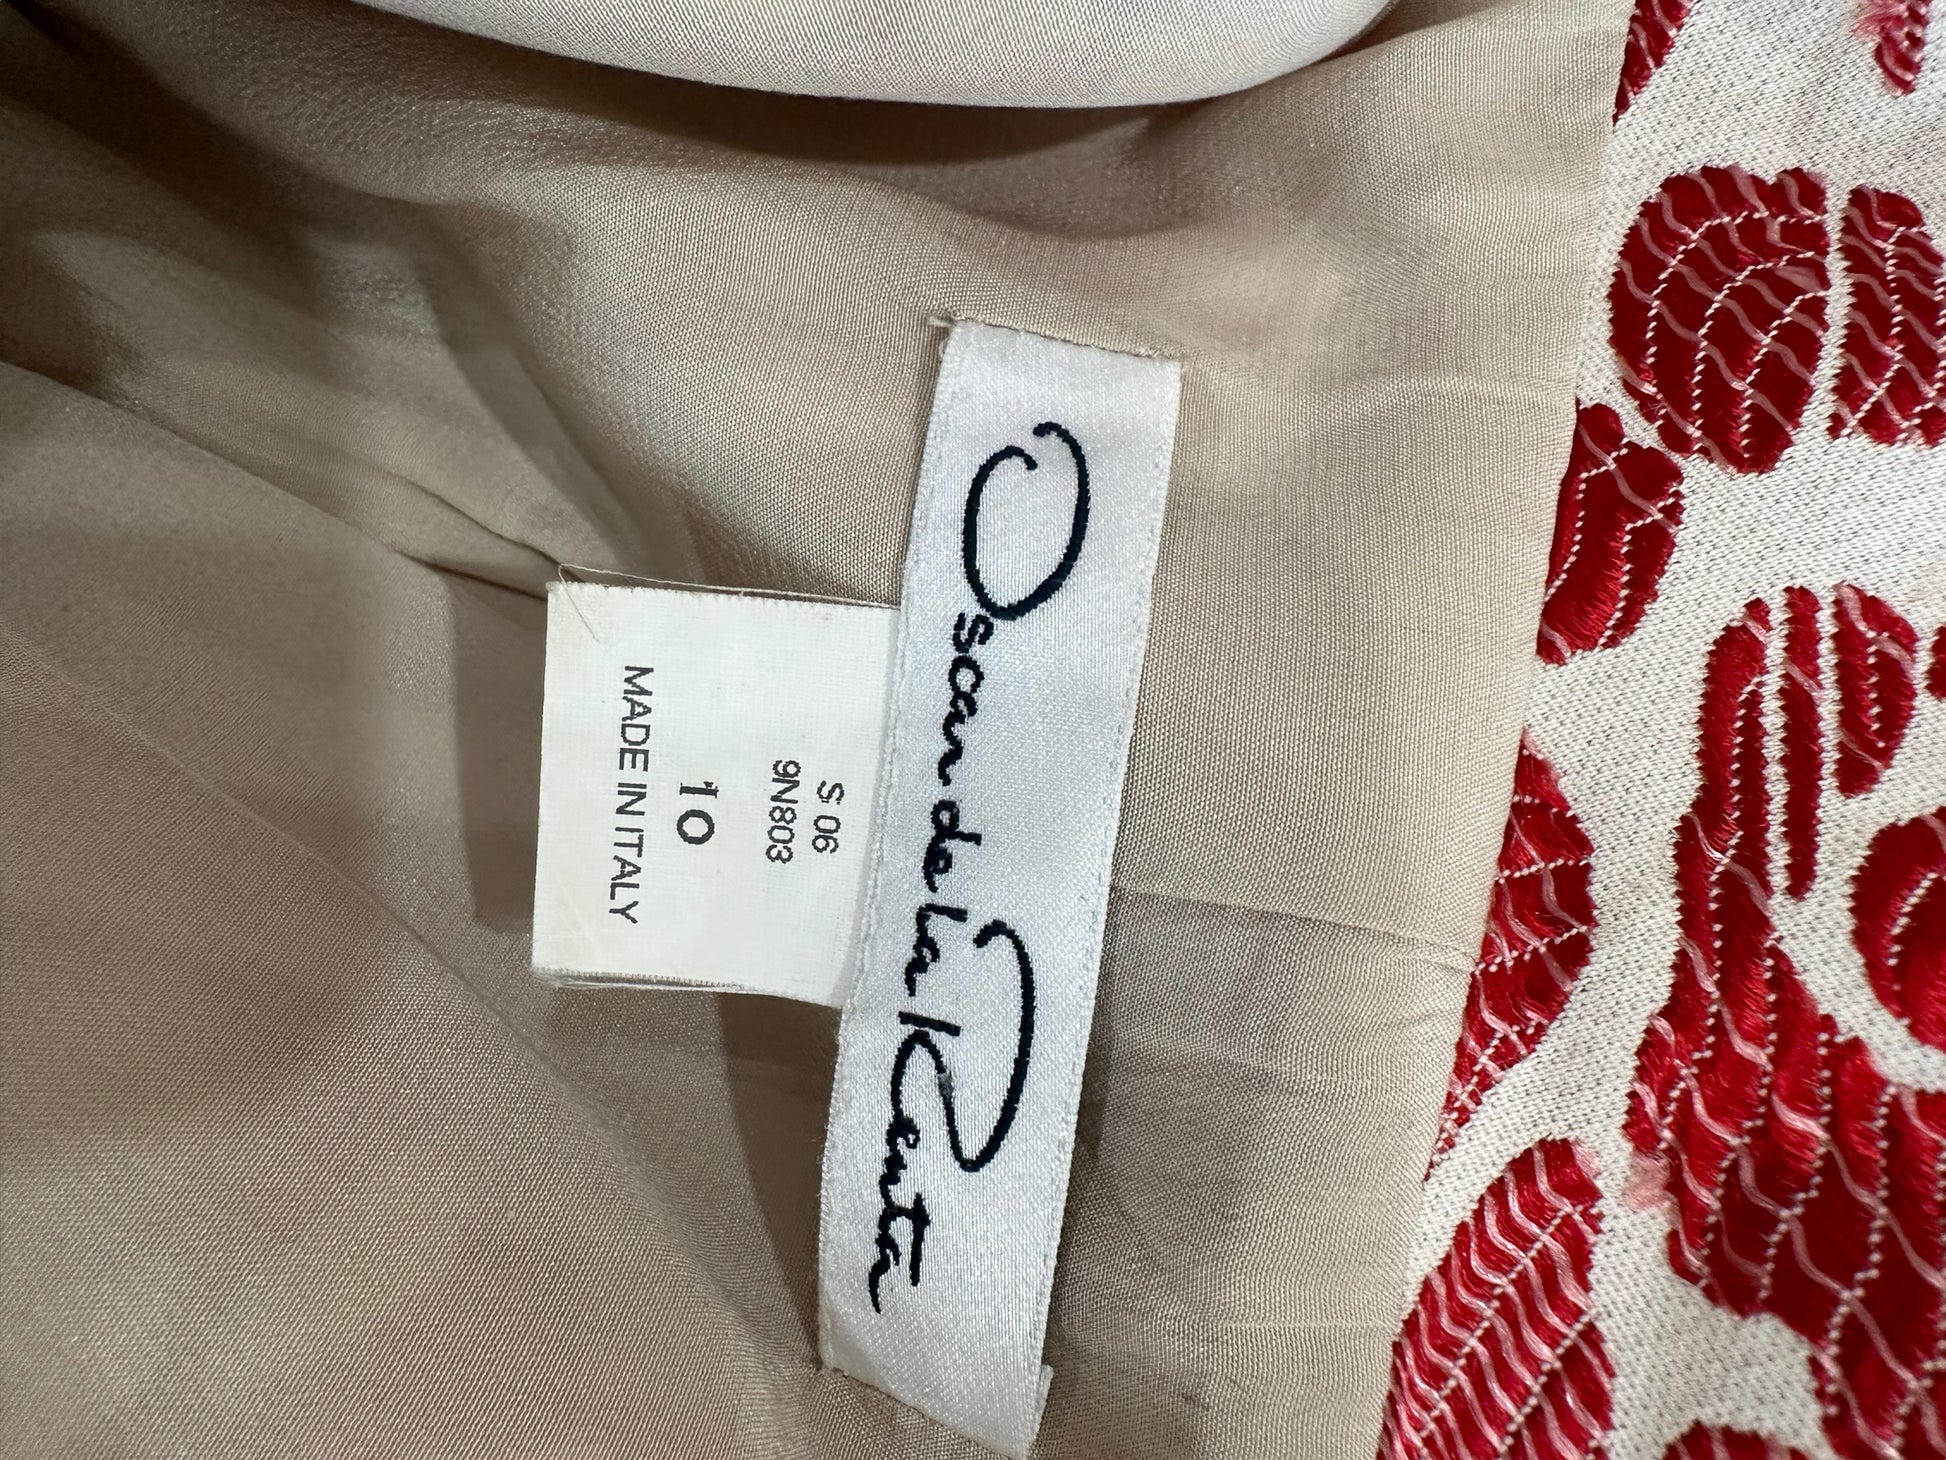 Oscar de la Renta
S 06
9N803
10
MADE IN ITALY